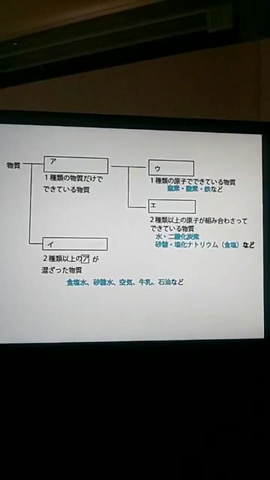 物質
ア
1種類の物質だけで
できている物質
ウ
1種類の原子でできている物質
酸素・鉄など
エ
2種類以上の原子が組み合わさって
できている物質
水・二酸化炭素
砂糖・塩化ナトリウム（食塩）など
イ
2種類以上のアが
混ざった物質
食塩水、砂糖水、空気、牛乳、石油など